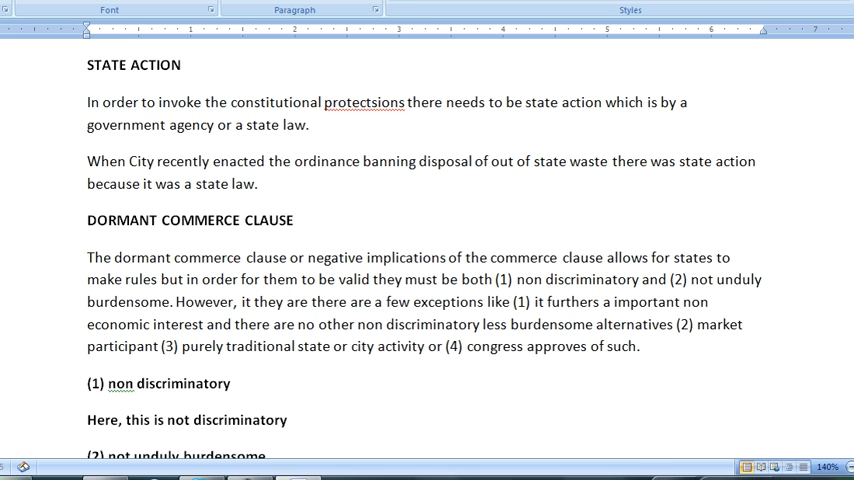 Font Paragraph Styles
1 2 3 4 5 6 7
STATE ACTION
In order to invoke the constitutional protectsions there needs to be state action which is by a
government agency or a state law.
When City recently enacted the ordinance banning disposal of out of state waste there was state action
because it was a state law.
DORMANT COMMERCE CLAUSE
The dormant commerce clause or negative implications of the commerce clause allows for states to
make rules but in order for them to be valid they must be both (1) non discriminatory and (2) not unduly
burdensome. However, it they are there are a few exceptions like (1) it furthers a important non
economic interest and there are no other non discriminatory less burdensome alternatives (2) market
participant (3) purely traditional state or city activity or (4) congress approves of such.
(1) non discriminatory
Here, this is not discriminatory
(2) not unduly burdensome
140%